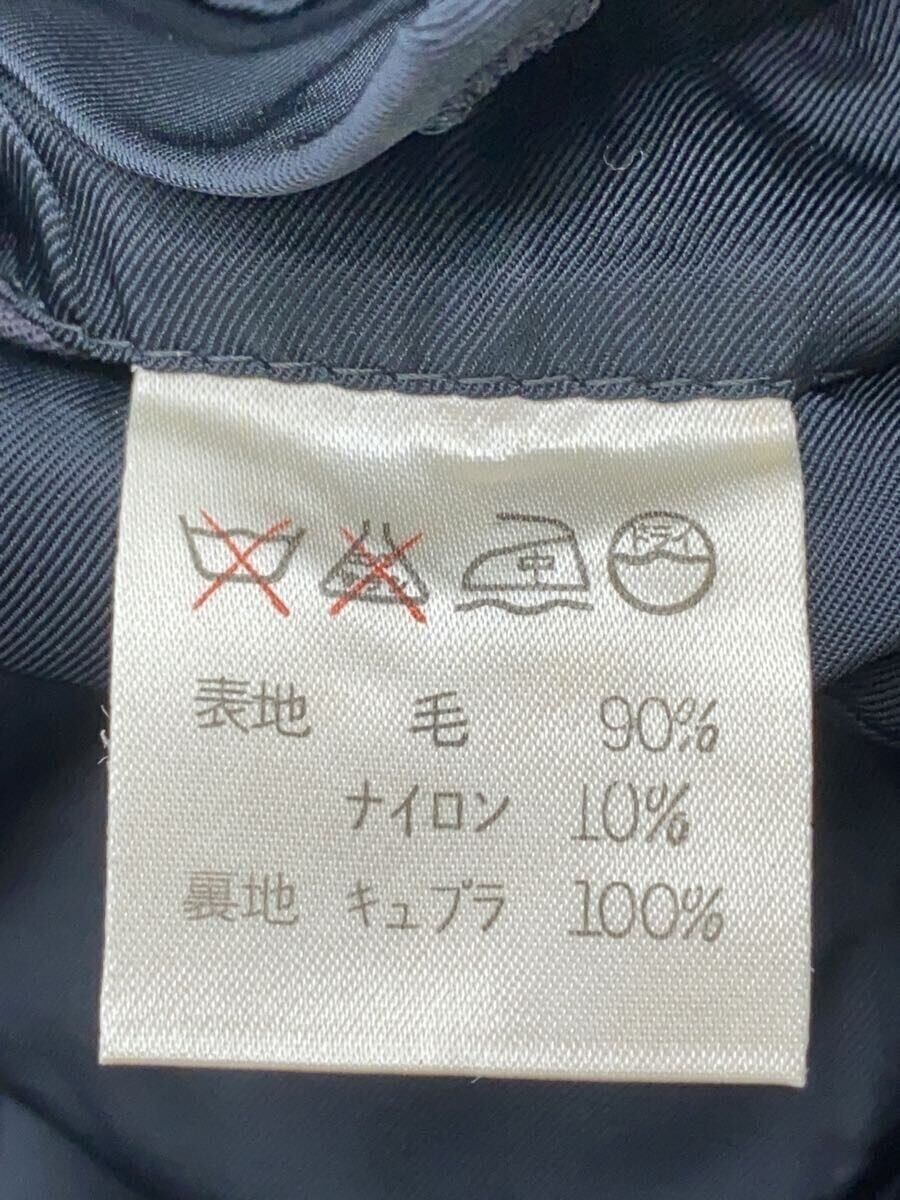 中 ドライ
表地 毛 90%
ナイロン 10%
裏地 キュプラ 100%